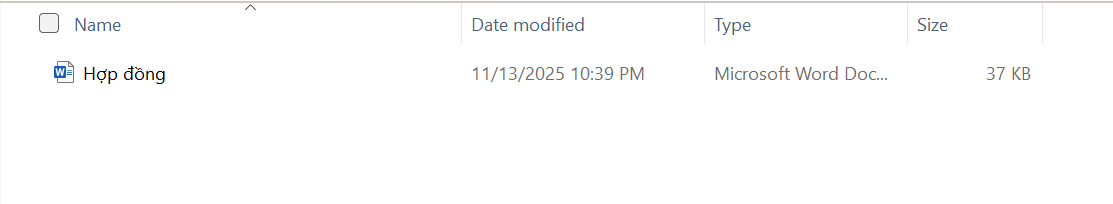 Name Date modified Type Size
Hợp đồng 11/13/2025 10:39 PM Microsoft Word Doc... 37 KB